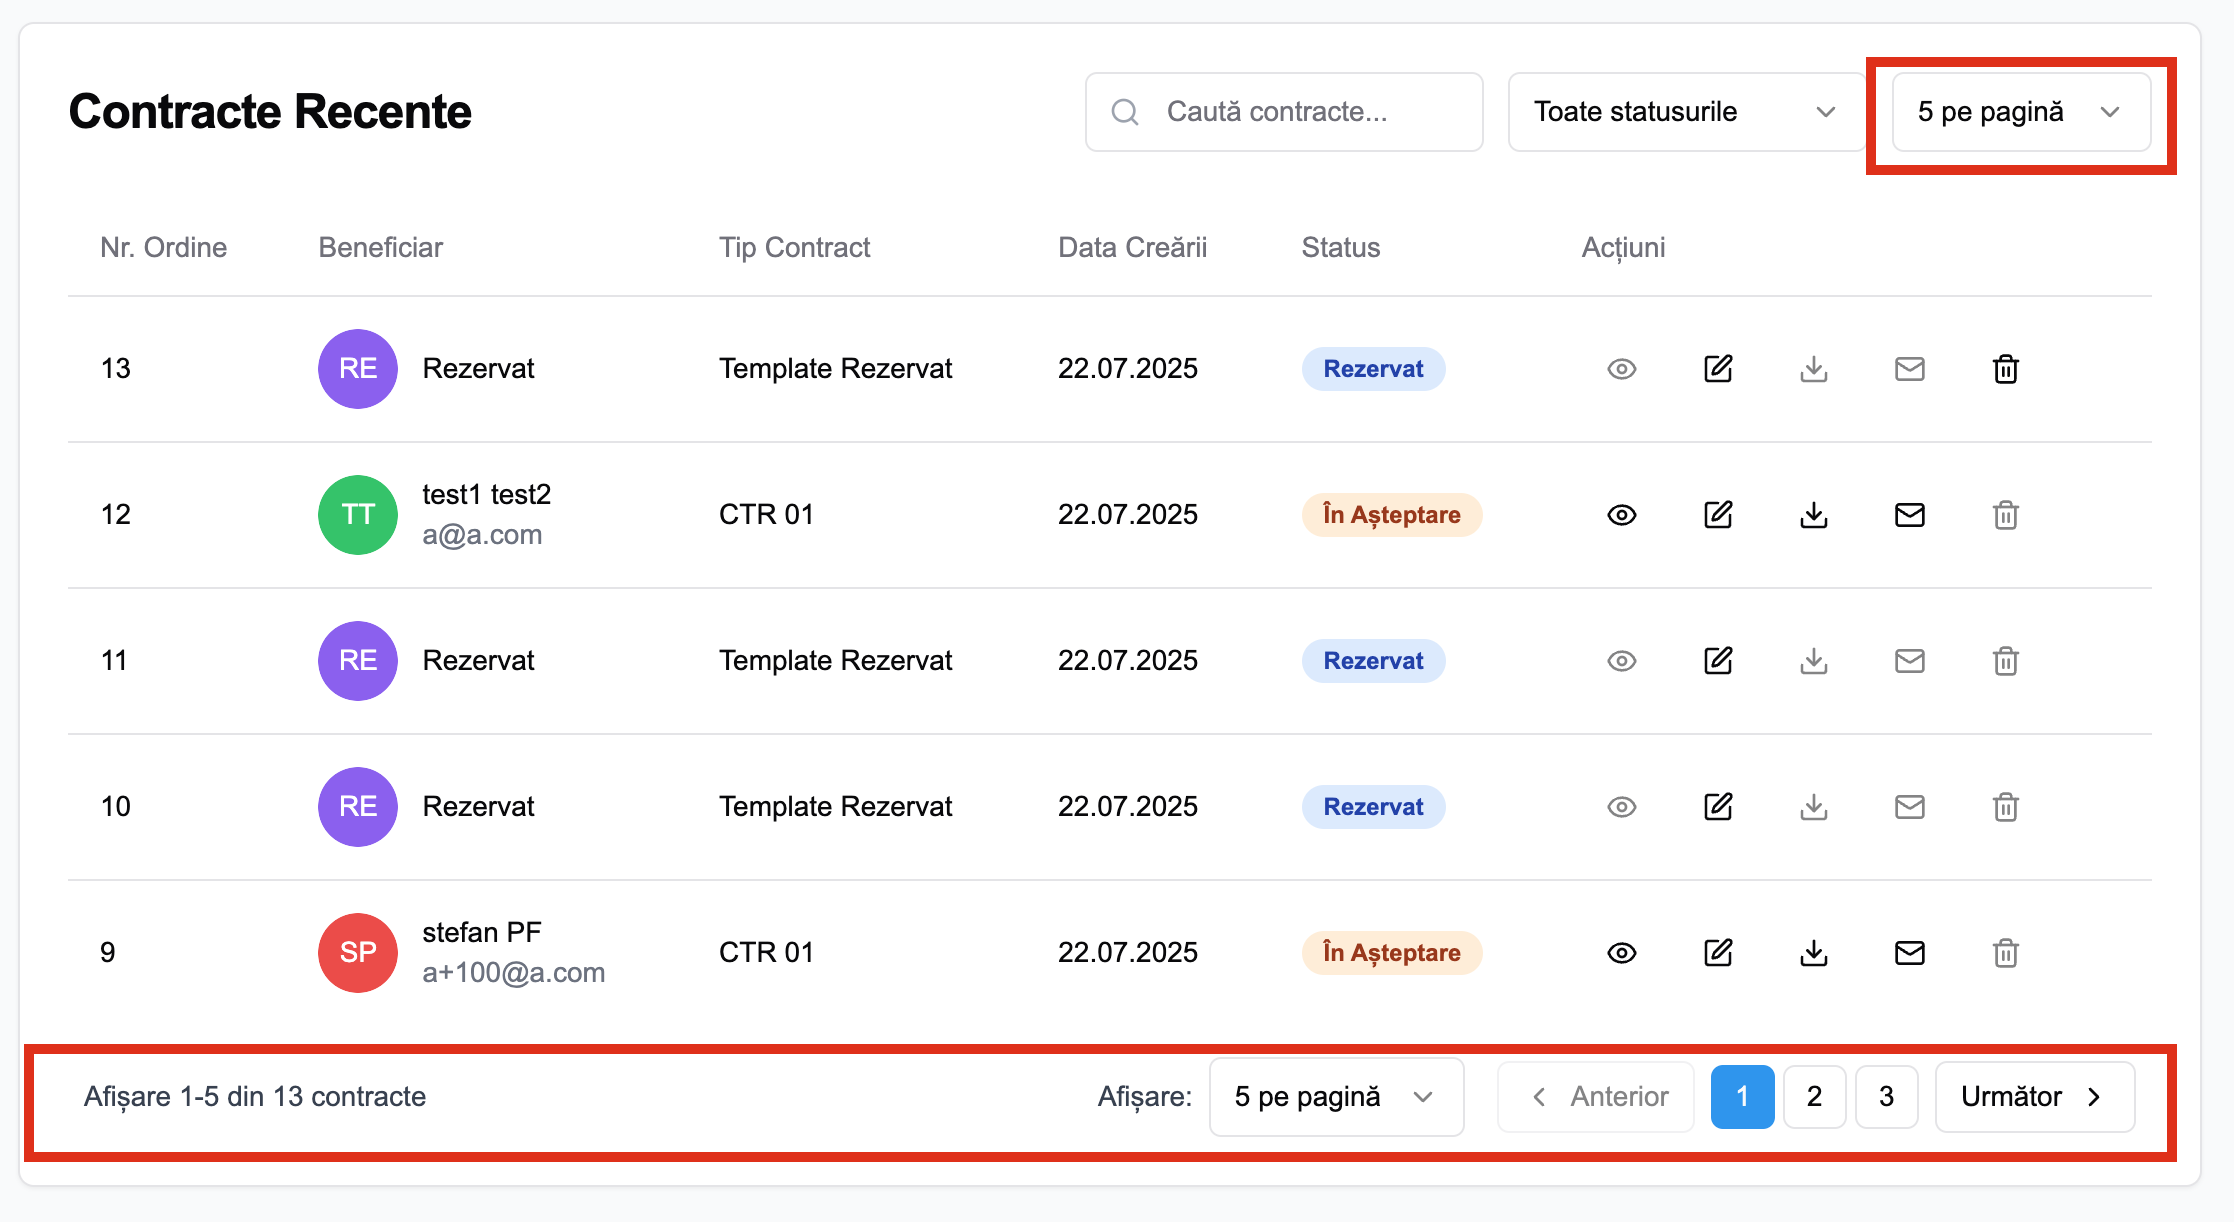 Contracte Recente
Caută contracte...
Toate statusurile
5 pe pagină
Nr. Ordine Beneficiar Tip Contract Data Creării Status Acțiuni
13 RE Rezervat Template Rezervat 22.07.2025 Rezervat
12 TT test1 test2 CTR 01 22.07.2025 În Așteptare
a@a.com
11 RE Rezervat Template Rezervat 22.07.2025 Rezervat
10 RE Rezervat Template Rezervat 22.07.2025 Rezervat
9 SP stefan PF CTR 01 22.07.2025 În Așteptare
a+100@a.com
Afișare 1-5 din 13 contracte Afișare: 5 pe pagină Anterior 1 2 3 Următor